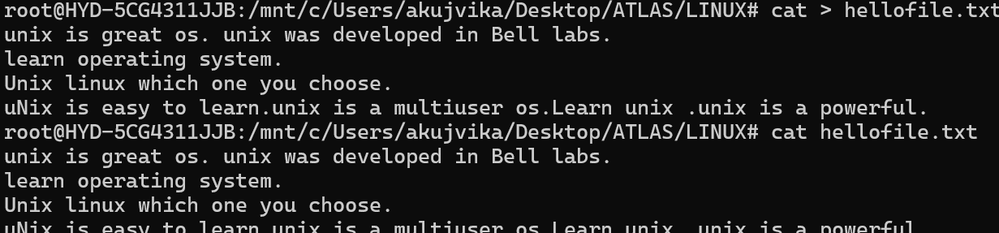 root@HYD-5CG4311JJB:/mnt/c/Users/akujvika/Desktop/ATLAS/LINUX# cat > hellofile.txt
unix is great os. unix was developed in Bell labs.
learn operating system.
Unix linux which one you choose.
uNix is easy to learn.unix is a multiuser os.Learn unix .unix is a powerful.
root@HYD-5CG4311JJB:/mnt/c/Users/akujvika/Desktop/ATLAS/LINUX# cat hellofile.txt
unix is great os. unix was developed in Bell labs.
learn operating system.
Unix linux which one you choose.
uNix is easy to learn.unix is a multiuser os.Learn unix .unix is a powerful.